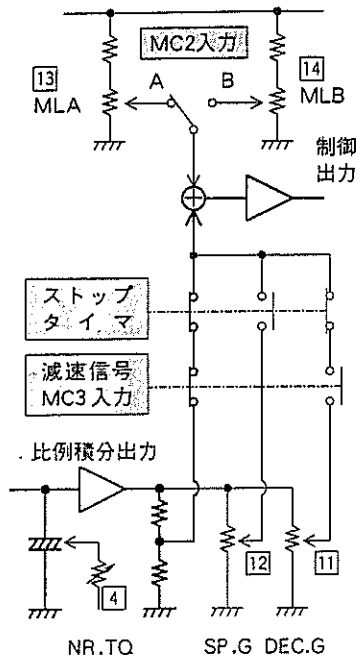 MC2入力
13
MLA
A
B
14
MLB
制御
出力
ストップ
タイマ
減速信号
MC3入力
比例積分出力
4
12
11
NR.TQ
SP.G
DEC.G